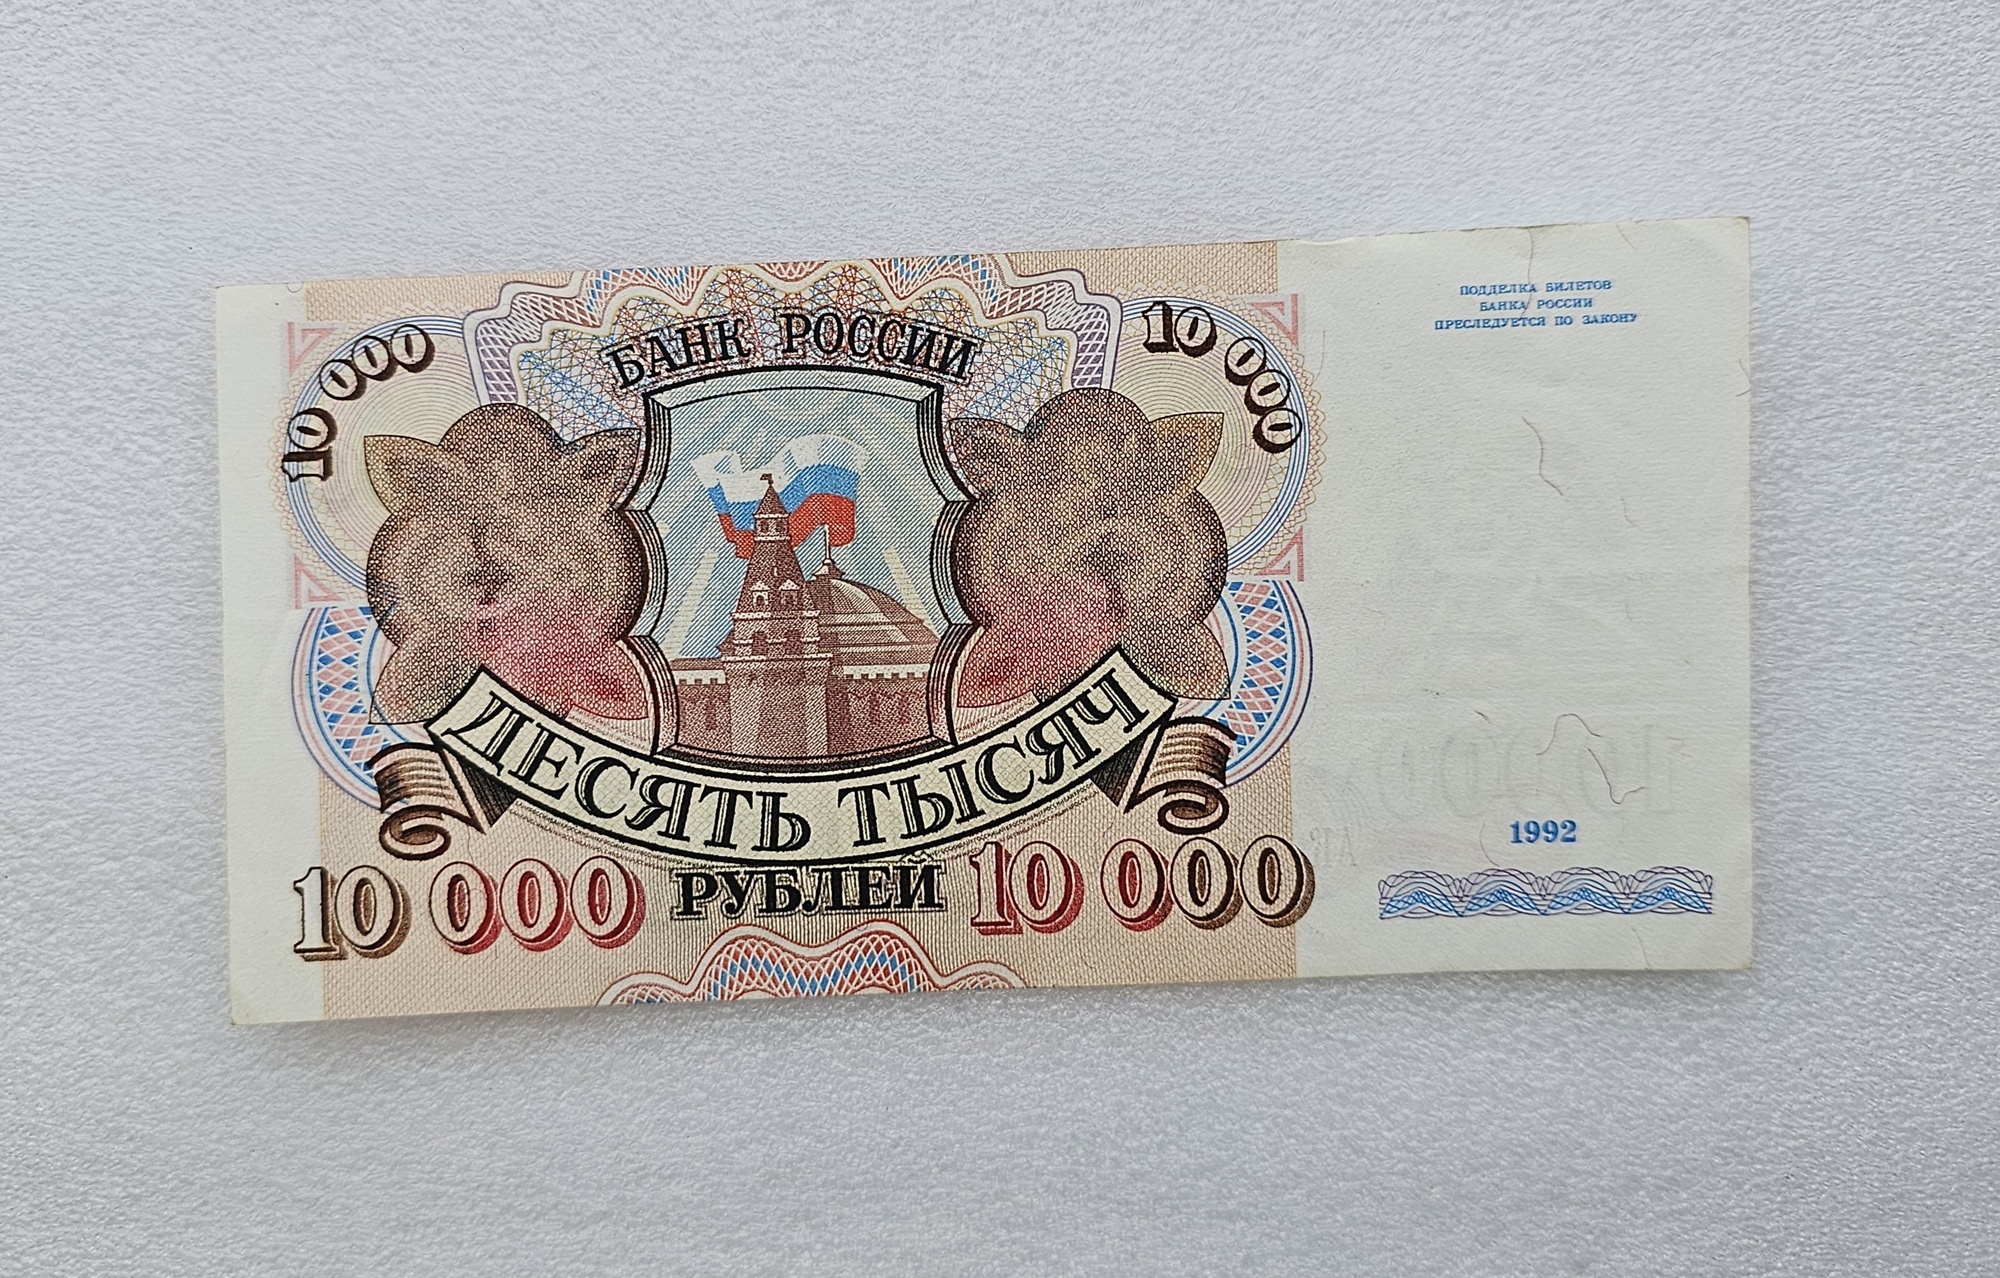 БАНК РОССИИ
10 000
10 000
ДЕСЯТЬ ТЫСЯЧ
10 000 РУБЛЕЙ 10 000
ПОДДЕЛКА БИЛЕТОВ
БАНКА РОССИИ
ПРЕСЛЕДУЕТСЯ ПО ЗАКОНУ
1992